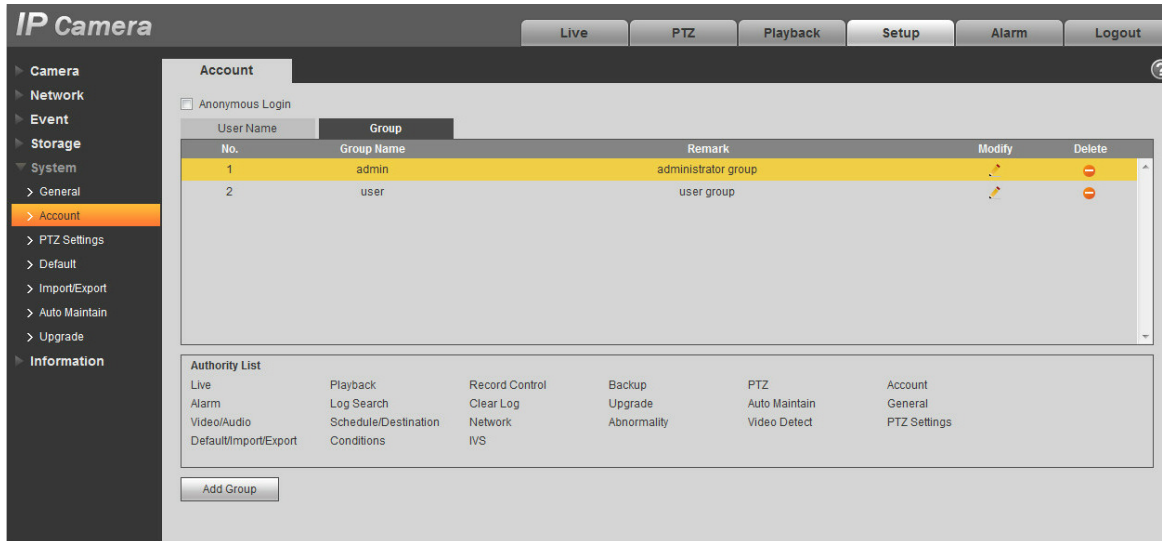 IP Camera
Live PTZ Playback Setup Alarm Logout
Camera
Network
Event
Storage
System
General
Account
PTZ Settings
Default
Import/Export
Auto Maintain
Upgrade
Information
Account
Anonymous Login
User Name Group
No. Group Name Remark Modify Delete
1 admin administrator group
2 user user group
Authority List
Live Playback Record Control Backup PTZ Account
Alarm Log Search Clear Log Upgrade Auto Maintain General
Video/Audio Schedule/Destination Network Abnormality Video Detect PTZ Settings
Default/Import/Export Conditions IVS
Add Group